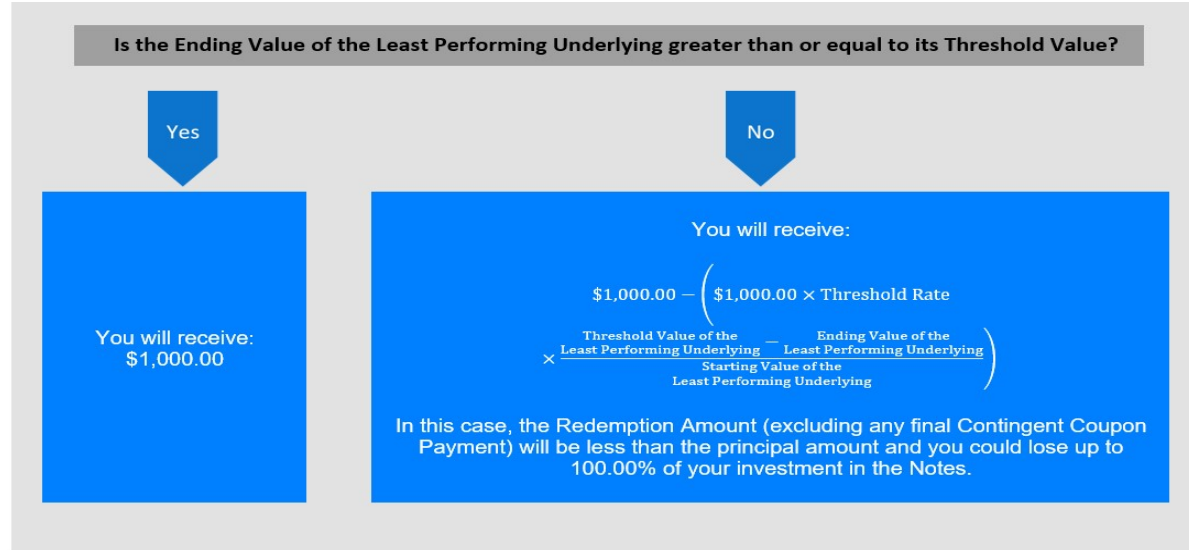 Is the Ending Value of the Least Performing Underlying greater than or equal to its Threshold Value?
Yes
No
You will receive:
$1,000.00
You will receive:
$1,000.00 − ( $1,000.00 × Threshold Rate
× Threshold Value of the Least Performing Underlying − Ending Value of the Least Performing Underlying
Starting Value of the
Least Performing Underlying )
In this case, the Redemption Amount (excluding any final Contingent Coupon
Payment) will be less than the principal amount and you could lose up to
100.00% of your investment in the Notes.